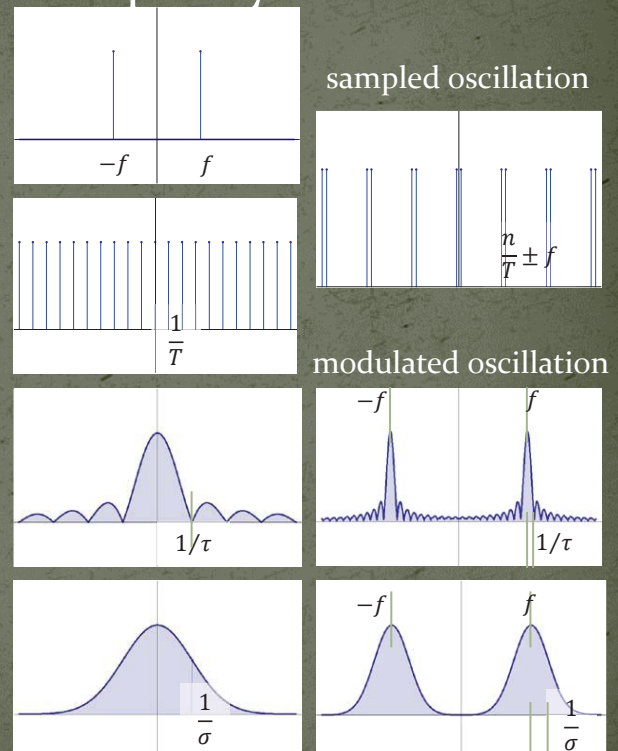 −f f
sampled oscillation
n/T ± f
1/T
modulated oscillation
1/τ
−f f
1/τ
1/σ
−f f
1/σ